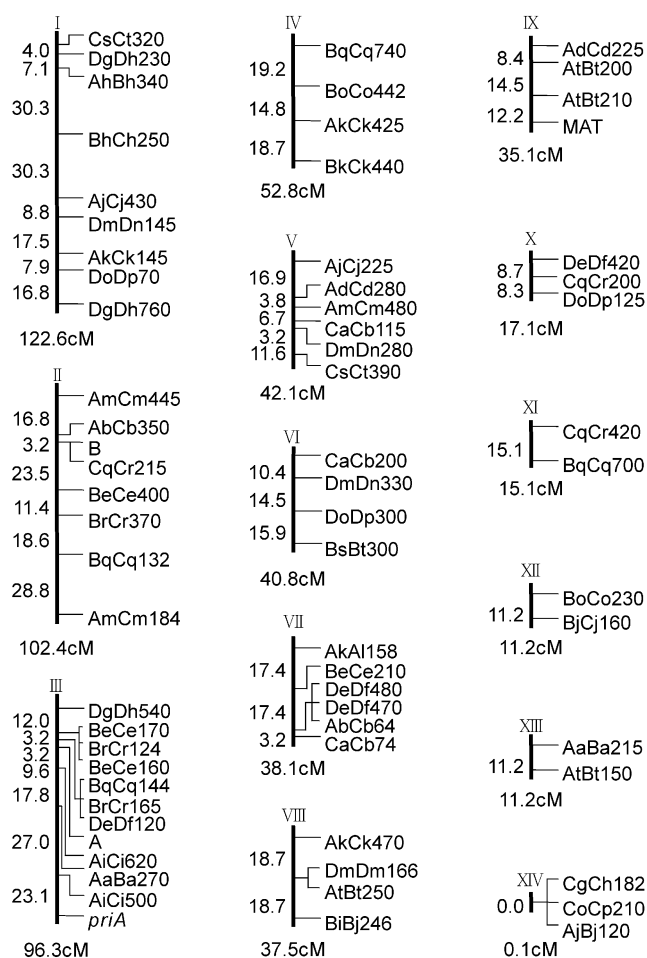 I
CsCt320
4.0
DgDh230
7.1
AhBh340
30.3
BhCh250
30.3
AjCj430
8.8
DmDn145
17.5
AkCk145
7.9
DoDp70
16.8
DgDh760
122.6cM
II
AmCm445
16.8
AbCb350
3.2
B
CqCr215
23.5
BeCe400
11.4
BrCr370
18.6
BqCq132
28.8
AmCm184
102.4cM
III
DgDh540
12.0
BeCe170
3.2
BrCr124
3.2
BeCe160
9.6
BqCq144
17.8
BrCr165
DeDf120
27.0
A
AiCi620
AaBa270
23.1
AiCi500
priA
96.3cM
IV
BqCq740
19.2
BoCo442
14.8
AkCk425
18.7
BkCk440
52.8cM
V
AjCj225
16.9
AdCd280
3.8
AmCm480
6.7
CaCb115
3.2
DmDn280
11.6
CsCt390
42.1cM
VI
CaCb200
10.4
DmDn330
14.5
DoDp300
15.9
BsBt300
40.8cM
VII
AkAl158
17.4
BeCe210
DeDf480
17.4
DeDf470
AbCb64
3.2
CaCb74
38.1cM
VIII
AkCk470
18.7
DmDm166
AtBt250
18.7
BiBj246
37.5cM
IX
AdCd225
8.4
AtBt200
14.5
AtBt210
12.2
MAT
35.1cM
X
DeDf420
8.7
CqCr200
8.3
DoDp125
17.1cM
XI
CqCr420
15.1
BqCq700
15.1cM
XII
BoCo230
11.2
BjCj160
11.2cM
XIII
AaBa215
11.2
AtBt150
11.2cM
XIV
CgCh182
0.0
CoCp210
AjBj120
0.1cM